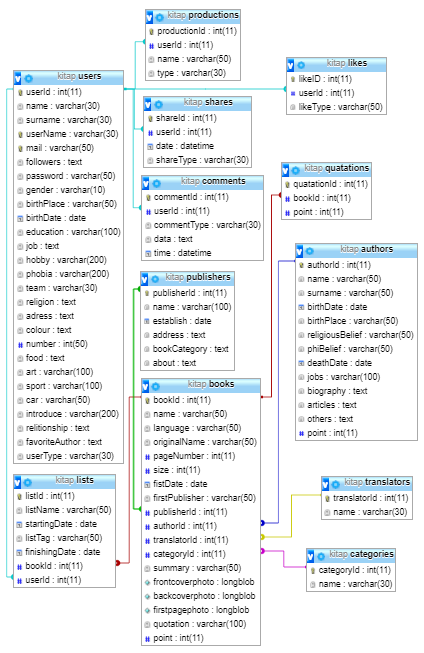 kitap productions
productionId : int(11)
userId : int(11)
name : varchar(50)
type : varchar(30)
kitap users
userId : int(11)
name : varchar(30)
surname : varchar(30)
userName : varchar(30)
mail : varchar(50)
followers : text
password : varchar(50)
gender : varchar(10)
birthPlace : varchar(50)
birthDate : date
education : varchar(100)
job : text
hobby : varchar(200)
phobia : varchar(200)
team : varchar(30)
religion : text
adress : text
colour : text
number : int(50)
food : text
art : varchar(100)
sport : varchar(100)
car : varchar(50)
introduce : varchar(200)
relitionship : text
favoriteAuthor : text
userType : varchar(30)
kitap likes
likeID : int(11)
userId : int(11)
likeType : varchar(50)
kitap shares
shareId : int(11)
userId : int(11)
date : datetime
shareType : varchar(30)
kitap comments
commentId : int(11)
userId : int(11)
commentType : varchar(30)
data : text
time : datetime
kitap quatations
quatationId : int(11)
bookId : int(11)
point : int(11)
kitap authors
authorId : int(11)
name : varchar(50)
surname : varchar(50)
birthDate : date
birthPlace : varchar(50)
religiousBelief : varchar(50)
phiBelief : varchar(50)
deathDate : date
jobs : varchar(100)
biography : text
articles : text
others : text
point : int(11)
kitap publishers
publisherId : int(11)
name : varchar(100)
establish : date
address : text
bookCategory : text
about : text
kitap books
bookId : int(11)
name : varchar(50)
language : varchar(50)
originalName : varchar(50)
pageNumber : int(11)
size : int(11)
fistDate : date
firstPublisher : varchar(50)
publisherId : int(11)
authorId : int(11)
translatorId : int(11)
categoryId : int(11)
summary : varchar(50)
frontcoverphoto : longblob
backcoverphoto : longblob
firstpagephoto : longblob
quotation : varchar(100)
point : int(11)
kitap lists
listId : int(11)
listName : varchar(50)
startingDate : date
listTag : varchar(50)
finishingDate : date
bookId : int(11)
userId : int(11)
kitap translators
translatorId : int(11)
name : varchar(30)
kitap categories
categoryId : int(11)
name : varchar(30)